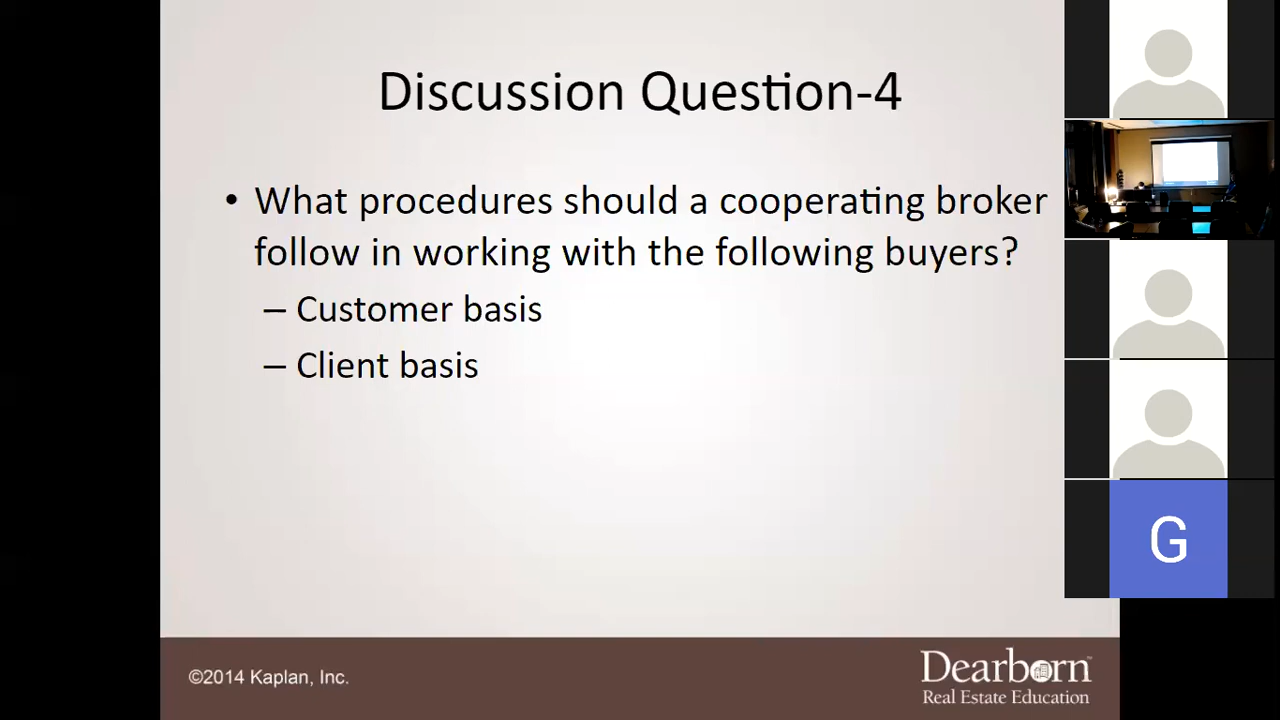 Discussion Question-4
• What procedures should a cooperating broker
follow in working with the following buyers?
– Customer basis
– Client basis
G
©2014 Kaplan, Inc.
Dearborn™
Real Estate Education